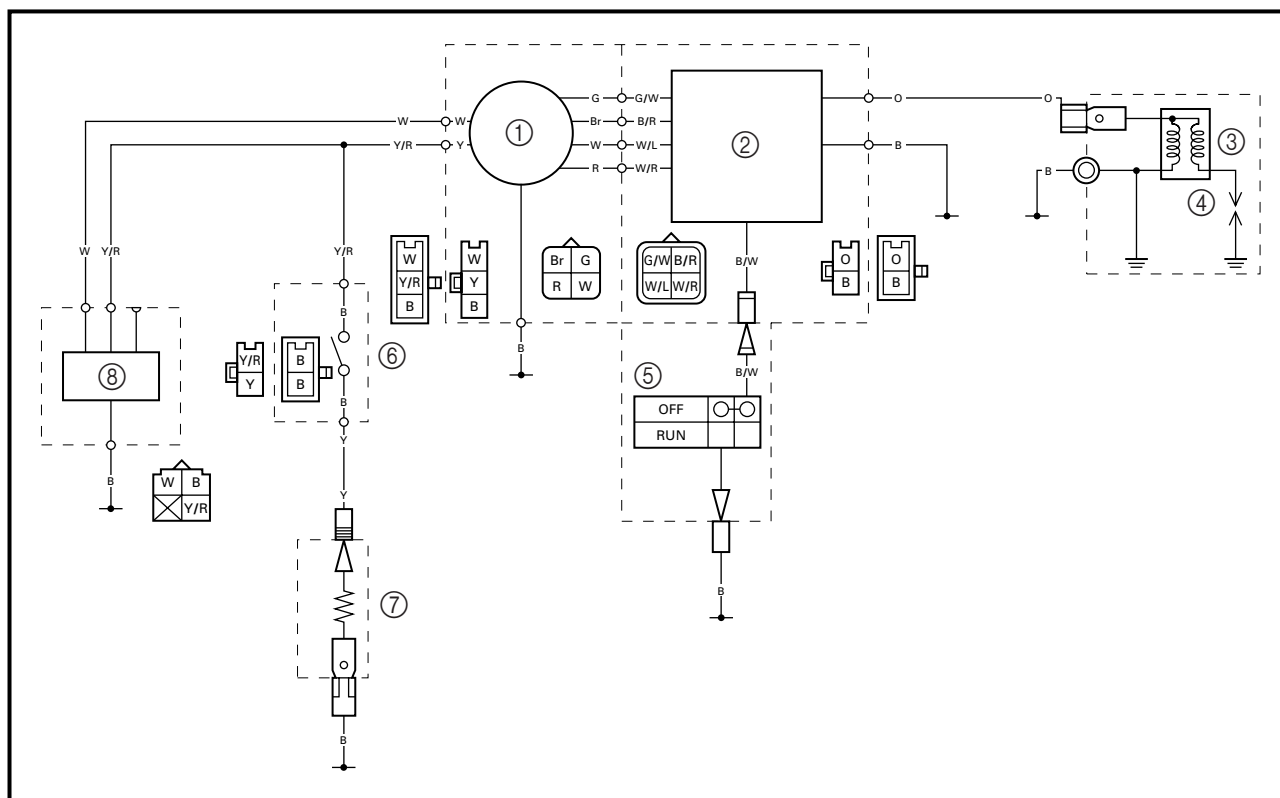 G G/W O O
W W Br B/R
Y/R Y W W/L B
R W/R B
1 2 3 4
W Y/R Y/R B/W
W W Br G G/W B/R O O
Y/R Y R W W/L W/R B B
B B
B B B/W
8 Y/R B 6 5
Y B OFF
B RUN
Y
B W B
Y/R Y
B
7
B